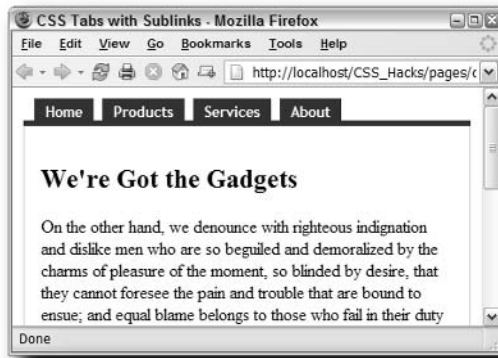 CSS Tabs with Sublinks - Mozilla Firefox
File Edit View Go Bookmarks Tools Help
http://localhost/CSS_Hacks/pages/c
Home Products Services About
We're Got the Gadgets
On the other hand, we denounce with righteous indignation
and dislike men who are so beguiled and demoralized by the
charms of pleasure of the moment, so blinded by desire, that
they cannot foresee the pain and trouble that are bound to
ensue; and equal blame belongs to those who fail in their duty
Done